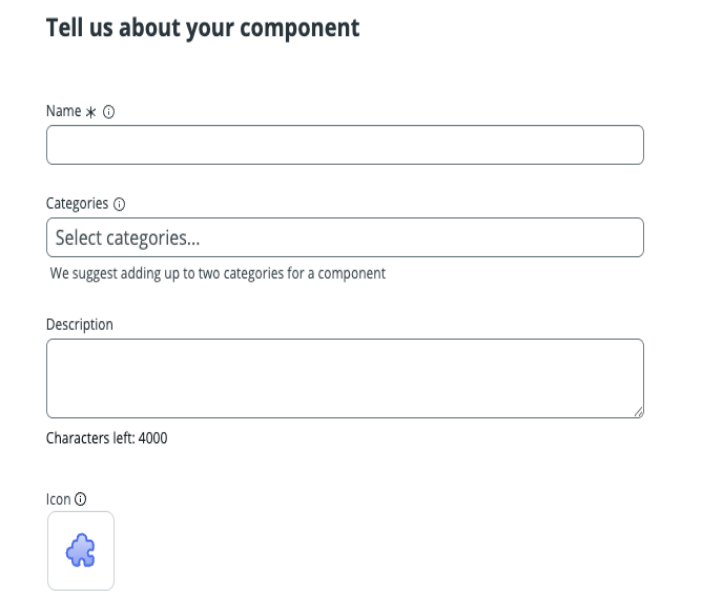 Tell us about your component
Name *
Categories
Select categories...
We suggest adding up to two categories for a component
Description
Characters left: 4000
Icon